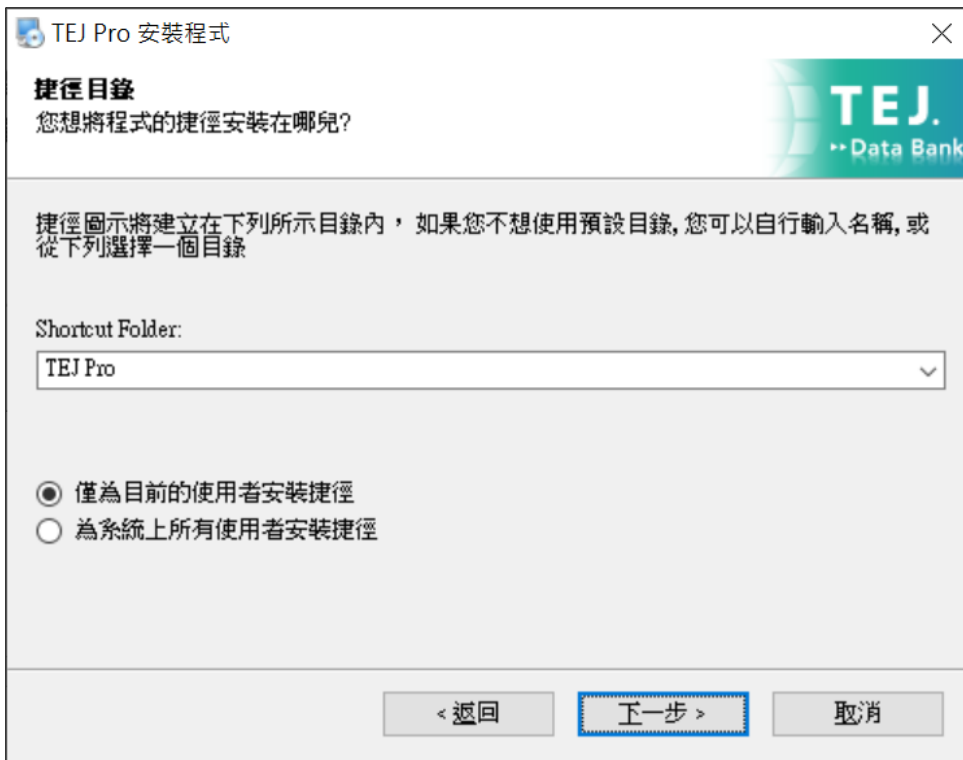 TEJ Pro 安裝程式
捷徑目錄
您想將程式的捷徑安裝在哪兒?
TEJ.
Data Bank
捷徑圖示將建立在下列所示目錄內， 如果您不想使用預設目錄, 您可以自行輸入名稱, 或
從下列選擇一個目錄
Shortcut Folder:
TEJ Pro
僅為目前的使用者安裝捷徑
為系統上所有使用者安裝捷徑
< 返回
下一步 >
取消